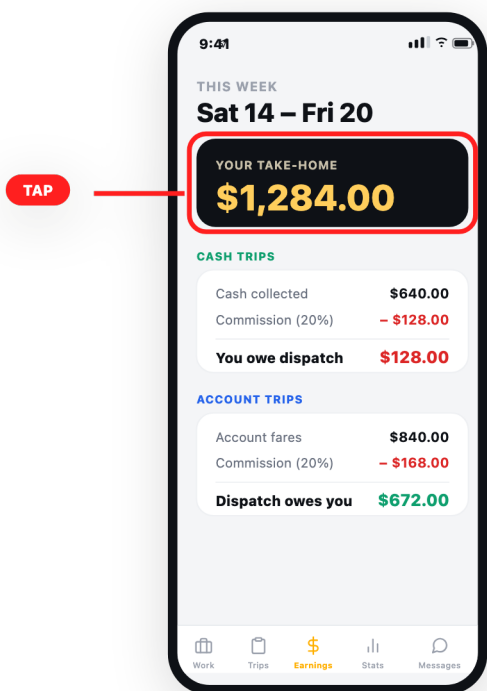 9:41
THIS WEEK
Sat 14 – Fri 20
YOUR TAKE-HOME
TAP
$1,284.00
CASH TRIPS
Cash collected $640.00
Commission (20%) – $128.00
You owe dispatch $128.00
ACCOUNT TRIPS
Account fares $840.00
Commission (20%) – $168.00
Dispatch owes you $672.00
Work Trips Earnings Stats Messages